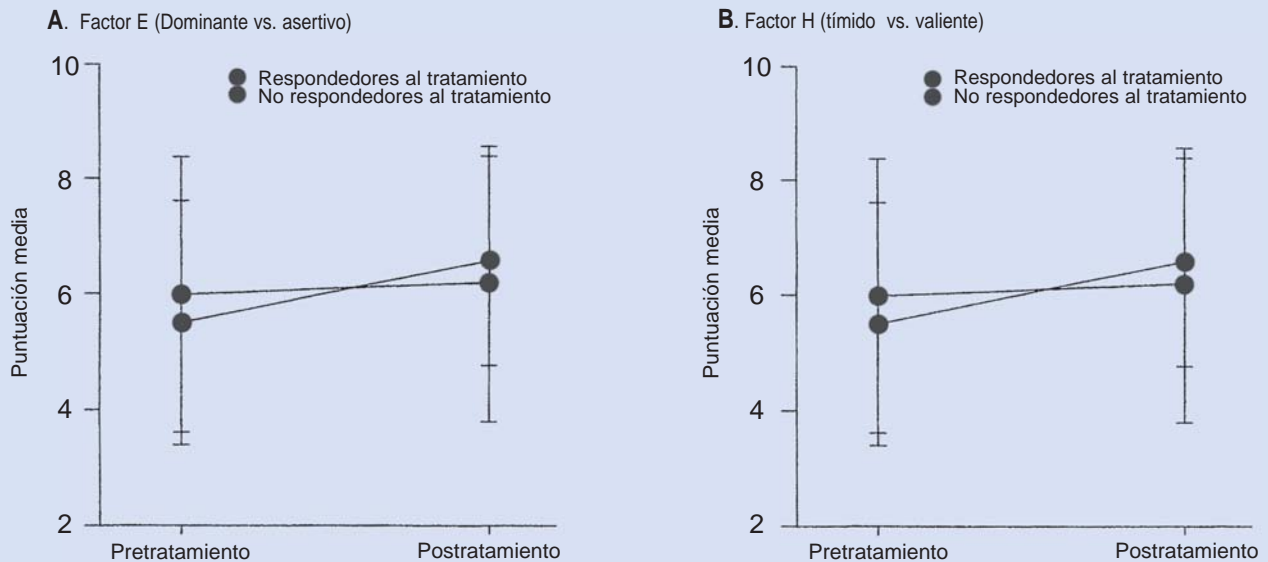 A. Factor E (Dominante vs. asertivo)
10
8
6
4
2
Puntuación media
Respondedores al tratamiento
No respondedores al tratamiento
Pretratamiento
Postratamiento
B. Factor H (tímido vs. valiente)
10
8
6
4
2
Puntuación media
Respondedores al tratamiento
No respondedores al tratamiento
Pretratamiento
Postratamiento